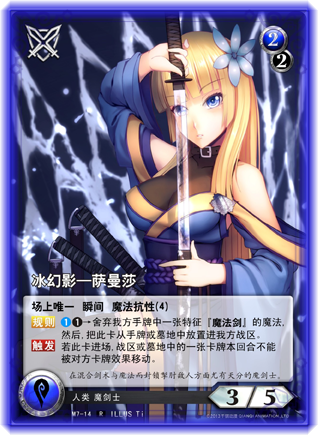 2
2
冰幻影—萨曼莎
场上唯一 瞬间 魔法抗性(4)
规则 1 1→舍弃我方手牌中一张特征『魔法剑』的魔法,
然后,把此卡从手牌或墓地中放置进我方战区。
触发 若此卡进场,战区或墓地中的一张卡牌本回合不能
被对方卡牌效果移动。
在混合剑术与魔法两封领掣肘敌人方面尤有天分的魔剑士。
人类 魔剑士
3 / 5
M7-14 R ILLUS Ti